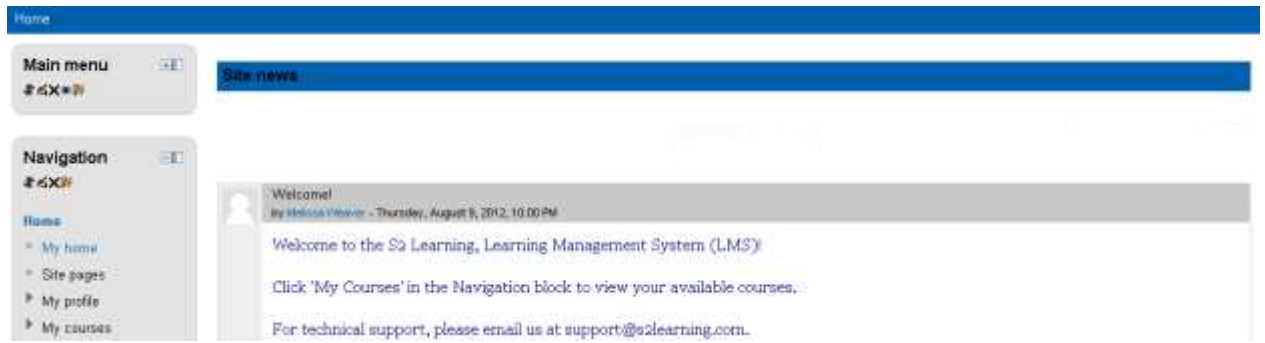 Home
Main menu
Navigation
Home
My home
Site pages
My profile
My courses
Site news
Welcome!
by Melissa Weaver - Thursday, August 9, 2012, 10:00 PM
Welcome to the S2 Learning, Learning Management System (LMS)!
Click 'My Courses' in the Navigation block to view your available courses.
For technical support, please email us at support@s2learning.com.